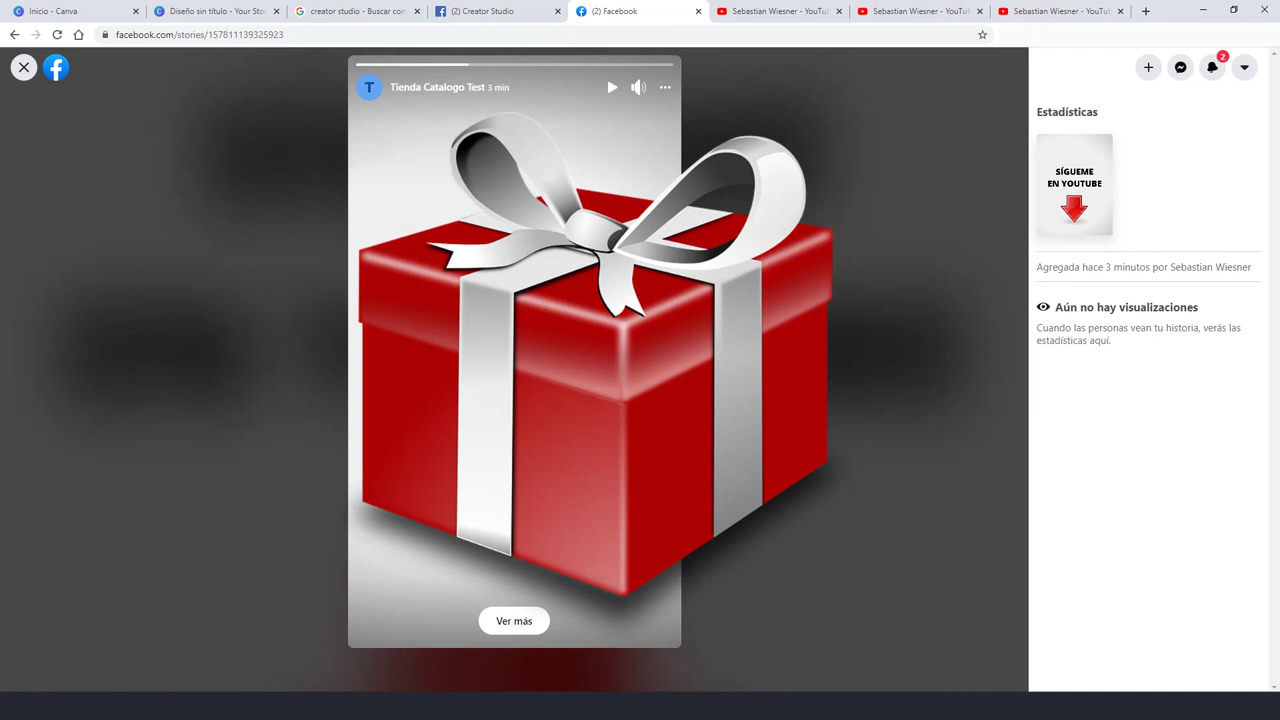 Inicio - Canva
Diseño sin título - Your Stor
creator studio - Buscar con
(2) Creator Studio
(2) Facebook
Sebastian Wiesner - YouTu
Sebastian Wiesner - YouTu
Sebastian Wiesner - YouTu
facebook.com/stories/157811139325923
Tienda Catalogo Test 3 min
T
Ver más
2
Estadísticas
SÍGUEME
EN YOUTUBE
Agregada hace 3 minutos por Sebastian Wiesner
Aún no hay visualizaciones
Cuando las personas vean tu historia, verás las
estadísticas aquí.